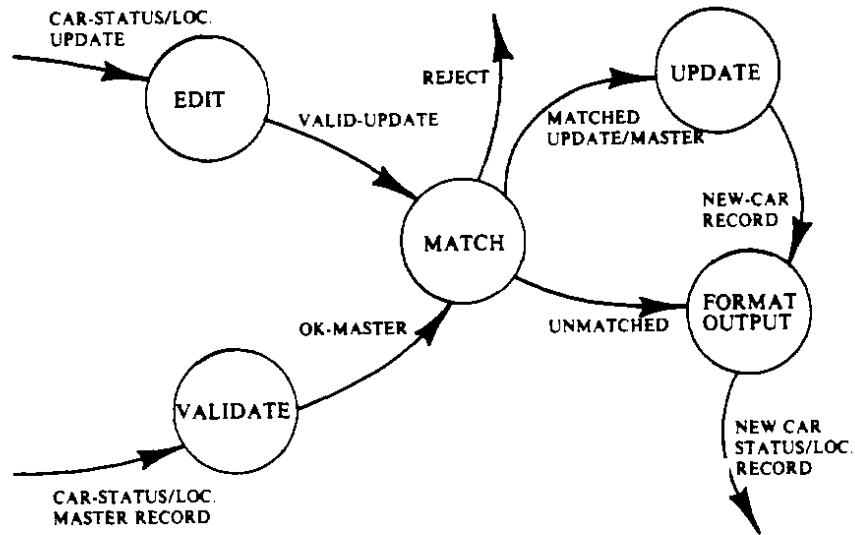 CAR-STATUS/LOC.
UPDATE
EDIT
VALID-UPDATE
REJECT
MATCHED
UPDATE/MASTER
UPDATE
NEW-CAR
RECORD
MATCH
OK-MASTER
UNMATCHED
FORMAT
OUTPUT
VALIDATE
CAR-STATUS/LOC.
MASTER RECORD
NEW CAR
STATUS/LOC.
RECORD